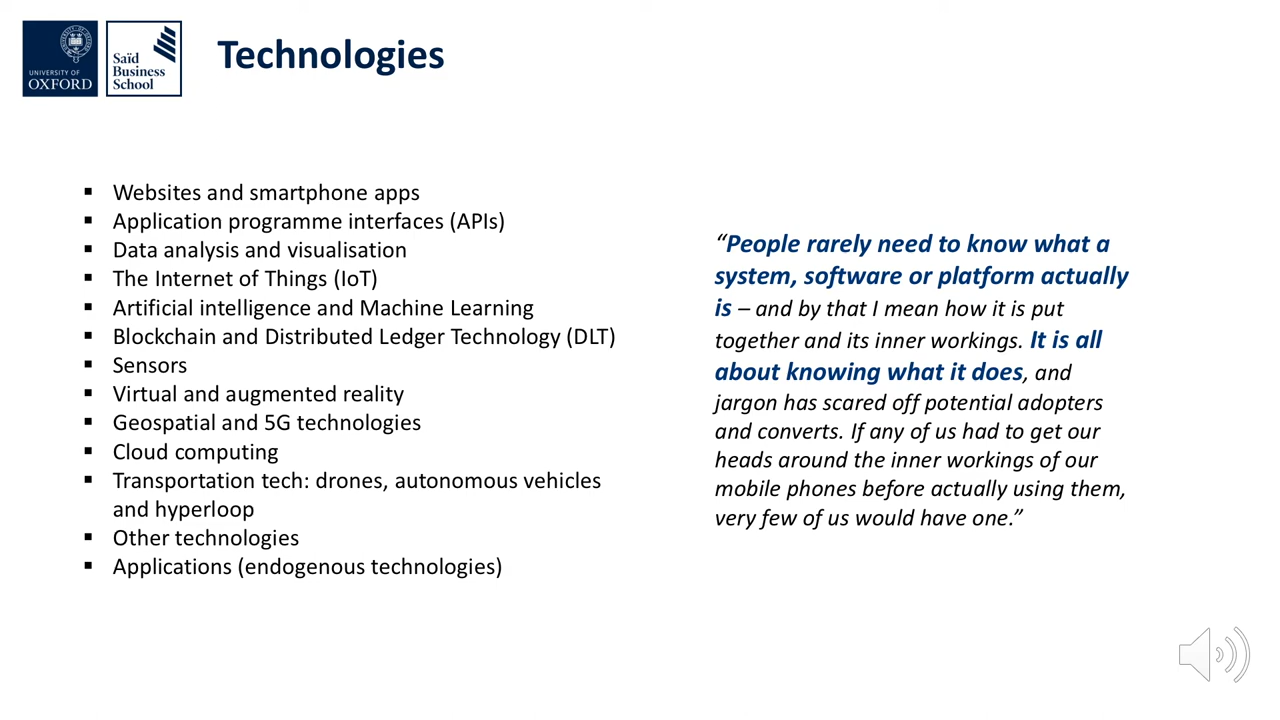 UNIVERSITY OF
OXFORD
Saïd
Business
School
Technologies
▪ Websites and smartphone apps
▪ Application programme interfaces (APIs)
▪ Data analysis and visualisation
▪ The Internet of Things (IoT)
▪ Artificial intelligence and Machine Learning
▪ Blockchain and Distributed Ledger Technology (DLT)
▪ Sensors
▪ Virtual and augmented reality
▪ Geospatial and 5G technologies
▪ Cloud computing
▪ Transportation tech: drones, autonomous vehicles
and hyperloop
▪ Other technologies
▪ Applications (endogenous technologies)
“People rarely need to know what a
system, software or platform actually
is – and by that I mean how it is put
together and its inner workings. It is all
about knowing what it does, and
jargon has scared off potential adopters
and converts. If any of us had to get our
heads around the inner workings of our
mobile phones before actually using them,
very few of us would have one.”